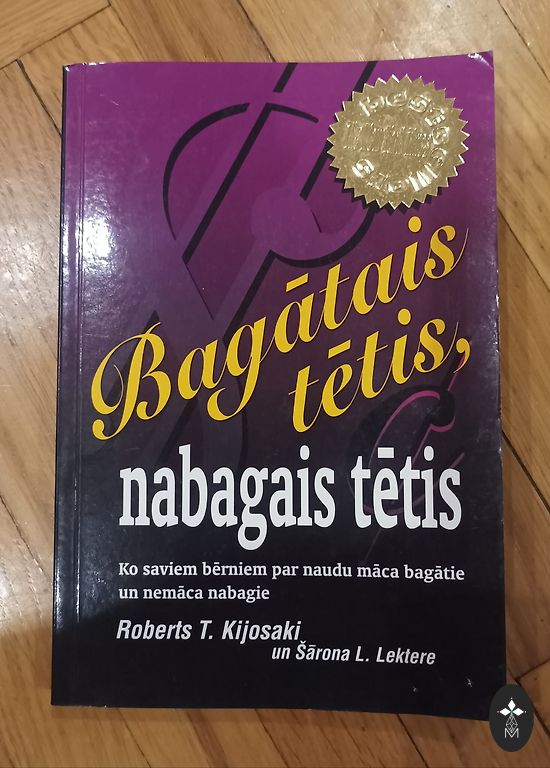 bestsellers
Bagātais
tētis,
nabagais tētis
Ko saviem bērniem par naudu māca bagātie
un nemāca nabagie
Roberts T. Kijosaki
un Šārona L. Lektere
M